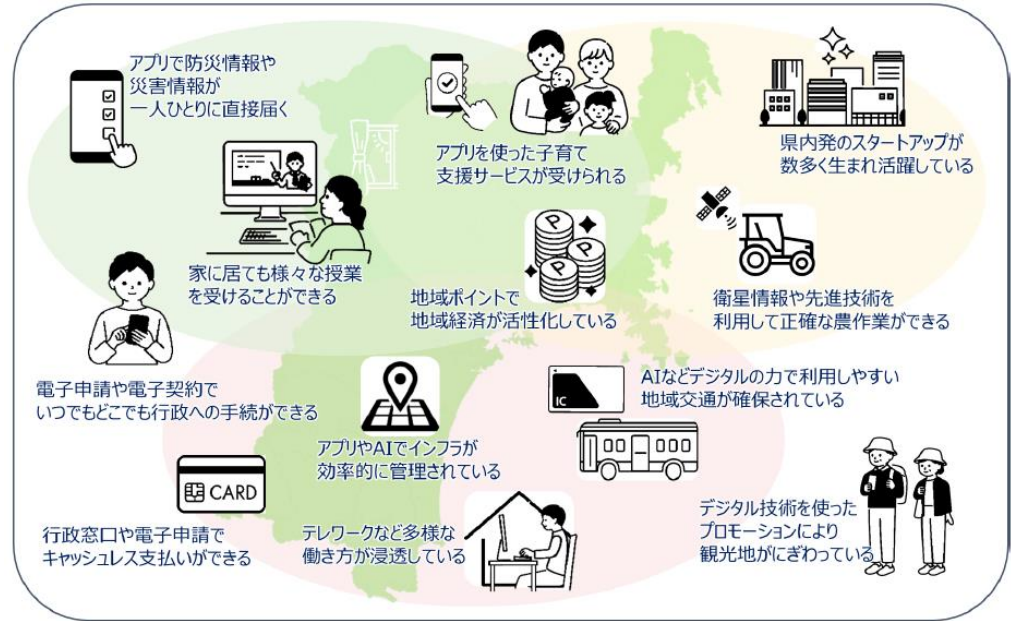 アプリで防災情報や
災害情報が
一人ひとりに直接届く
アプリを使った子育て
支援サービスが受けられる
県内発のスタートアップが
数多く生まれ活躍している
家に居ても様々な授業
を受けることができる
P
P
P
地域ポイントで
地域経済が活性化している
衛星情報や先進技術を
利用して正確な農作業ができる
電子申請や電子契約で
いつでもどこでも行政への手続ができる
アプリやAIでインフラが
効率的に管理されている
IC
AIなどデジタルの力で利用しやすい
地域交通が確保されている
CARD
行政窓口や電子申請で
キャッシュレス支払いができる
テレワークなど多様な
働き方が浸透している
デジタル技術を使った
プロモーションにより
観光地がにぎわっている